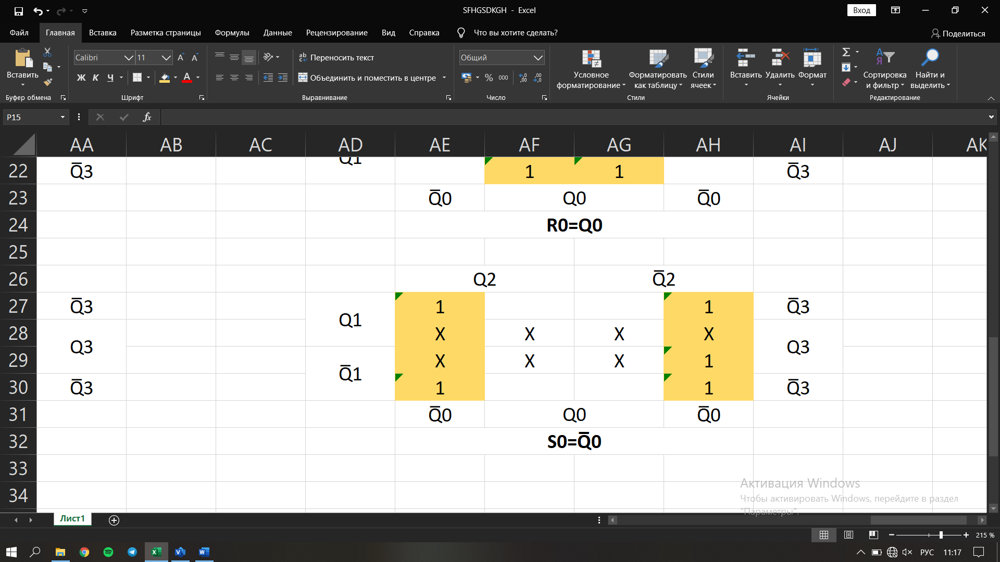 SFHGSDKGH - Excel
Вход
Файл Главная Вставка Разметка страницы Формулы Данные Рецензирование Вид Справка Что вы хотите сделать? Поделиться
Вставить
Буфер обмена
Calibri 11
Ж К Ч
Шрифт
Переносить текст
Объединить и поместить в центре
Выравнивание
Общий
% 000
Число
Условное форматирование
Форматировать как таблицу
Стили ячеек
Стили
Вставить Удалить Формат
Ячейки
Сортировка и фильтр
Найти и выделить
Редактирование
P15 fx
AA AB AC AD AE AF AG AH AI AJ AK
22 Q̅3 Q1 1 1 Q̅3
23 Q̅0 Q0 Q̅0
24 R0=Q0
25
26 Q2 Q̅2
27 Q̅3 Q1 1 1 Q̅3
28 Q3 X X X X Q3
29 Q̅1 X X X 1
30 Q̅3 1 1 Q̅3
31 Q̅0 Q0 Q̅0
32 S0=Q̅0
33
34
Активация Windows
Чтобы активировать Windows, перейдите в раздел
"Параметры".
Лист1
215 %
РУС 11:17